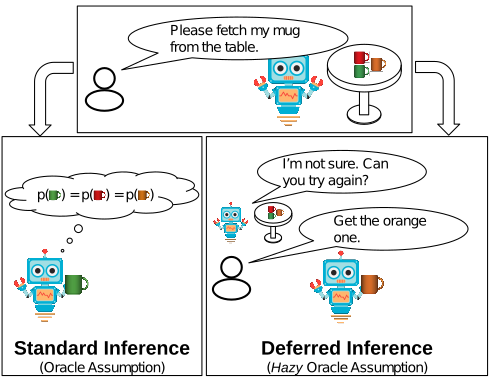 Please fetch my mug
from the table.
p( ) = p( ) = p( )
I'm not sure. Can
you try again?
Get the orange
one.
Standard Inference
(Oracle Assumption)
Deferred Inference
(Hazy Oracle Assumption)